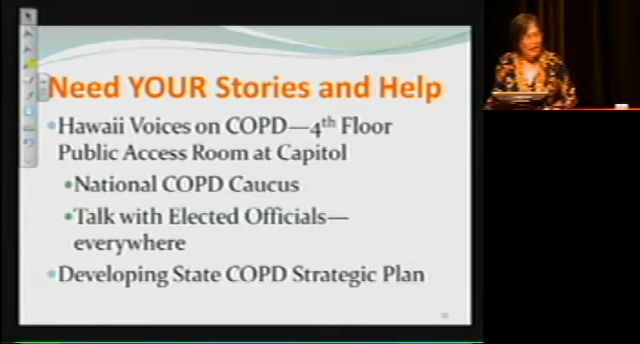 Need YOUR Stories and Help
•Hawaii Voices on COPD—4th Floor
Public Access Room at Capitol
•National COPD Caucus
•Talk with Elected Officials—
everywhere
•Developing State COPD Strategic Plan